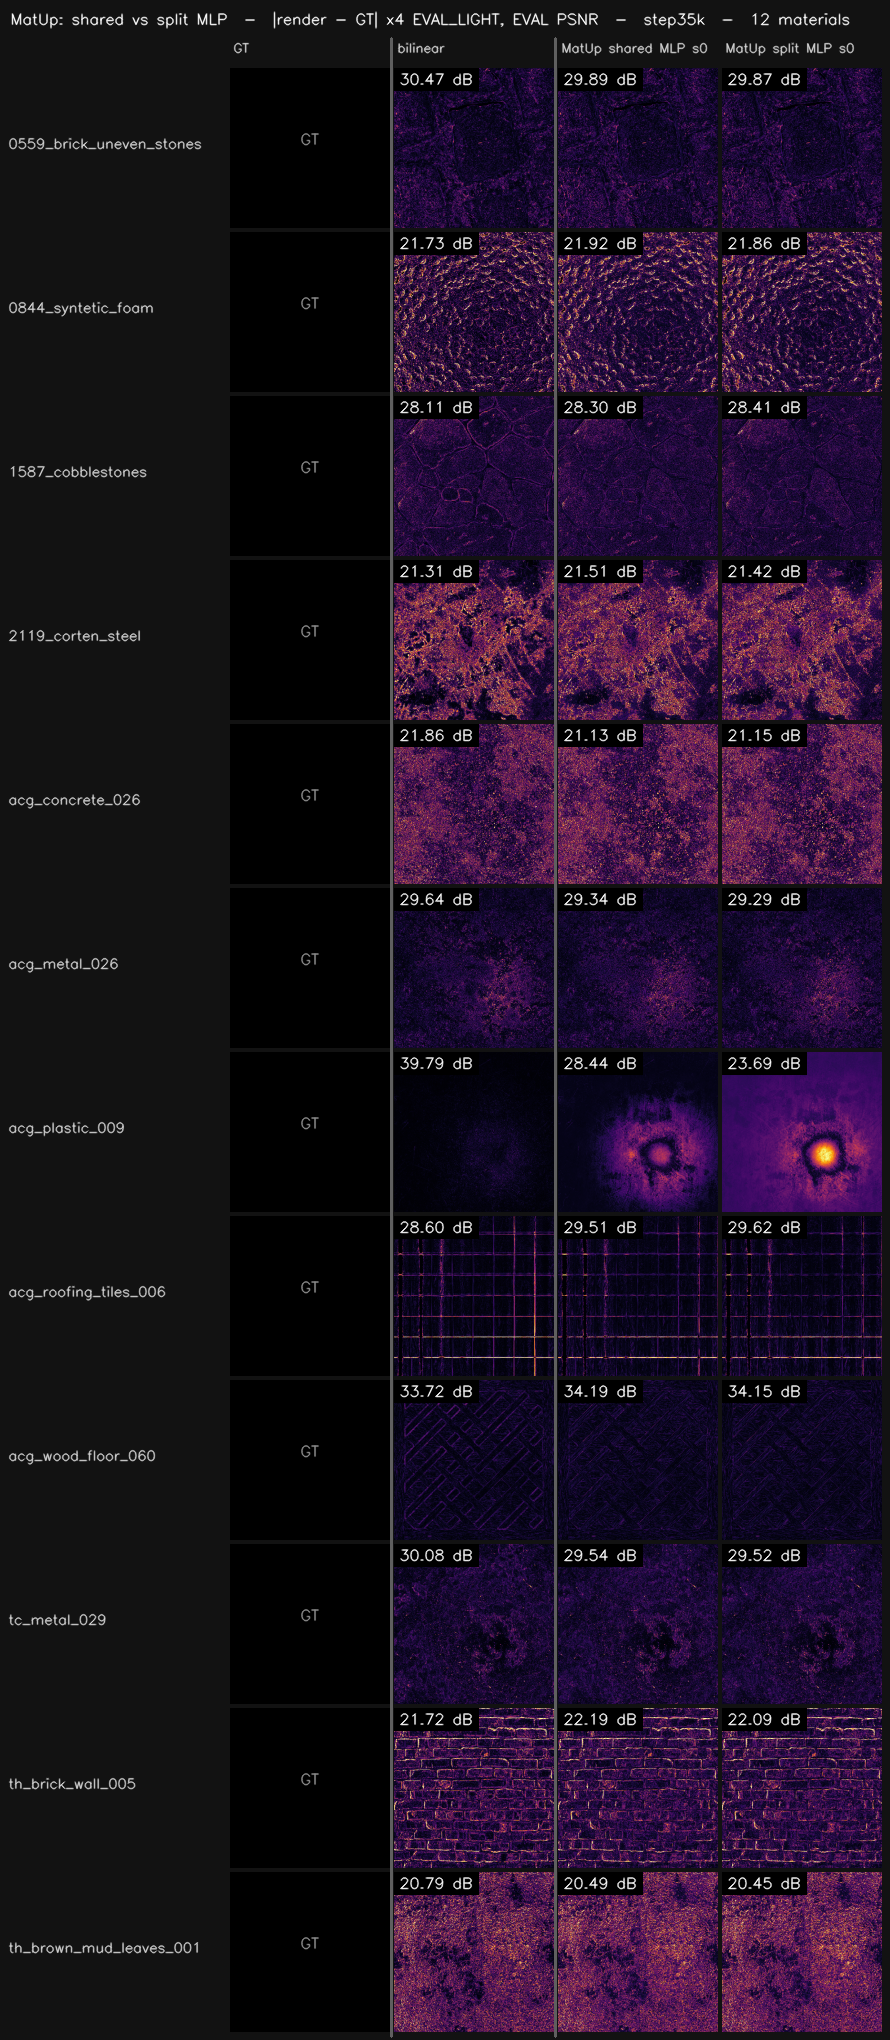 MatUp: shared vs split MLP — |render - GT| x4 EVAL_LIGHT, EVAL PSNR — step35k — 12 materials
GT bilinear MatUp shared MLP s0 MatUp split MLP s0
0559_brick_uneven_stones GT 30.47 dB 29.89 dB 29.87 dB
0844_syntetic_foam GT 21.73 dB 21.92 dB 21.86 dB
1587_cobblestones GT 28.11 dB 28.30 dB 28.41 dB
2119_corten_steel GT 21.31 dB 21.51 dB 21.42 dB
acg_concrete_026 GT 21.86 dB 21.13 dB 21.15 dB
acg_metal_026 GT 29.64 dB 29.34 dB 29.29 dB
acg_plastic_009 GT 39.79 dB 28.44 dB 23.69 dB
acg_roofing_tiles_006 GT 28.60 dB 29.51 dB 29.62 dB
acg_wood_floor_060 GT 33.72 dB 34.19 dB 34.15 dB
tc_metal_029 GT 30.08 dB 29.54 dB 29.52 dB
th_brick_wall_005 GT 21.72 dB 22.19 dB 22.09 dB
th_brown_mud_leaves_001 GT 20.79 dB 20.49 dB 20.45 dB